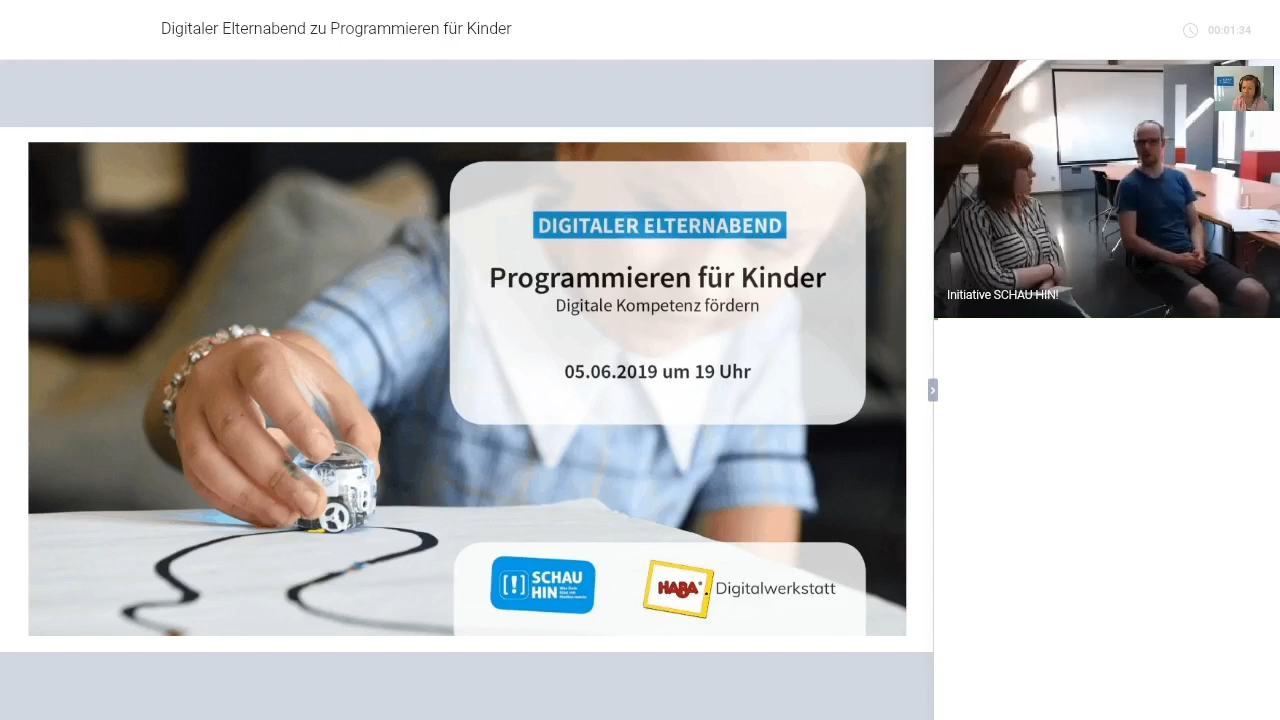 Digitaler Elternabend zu Programmieren für Kinder
00:01:34
DIGITALER ELTERNABEND
Programmieren für Kinder
Digitale Kompetenz fördern
05.06.2019 um 19 Uhr
[!] SCHAU
HIN
HABA® Digitalwerkstatt
Initiative SCHAU HIN!